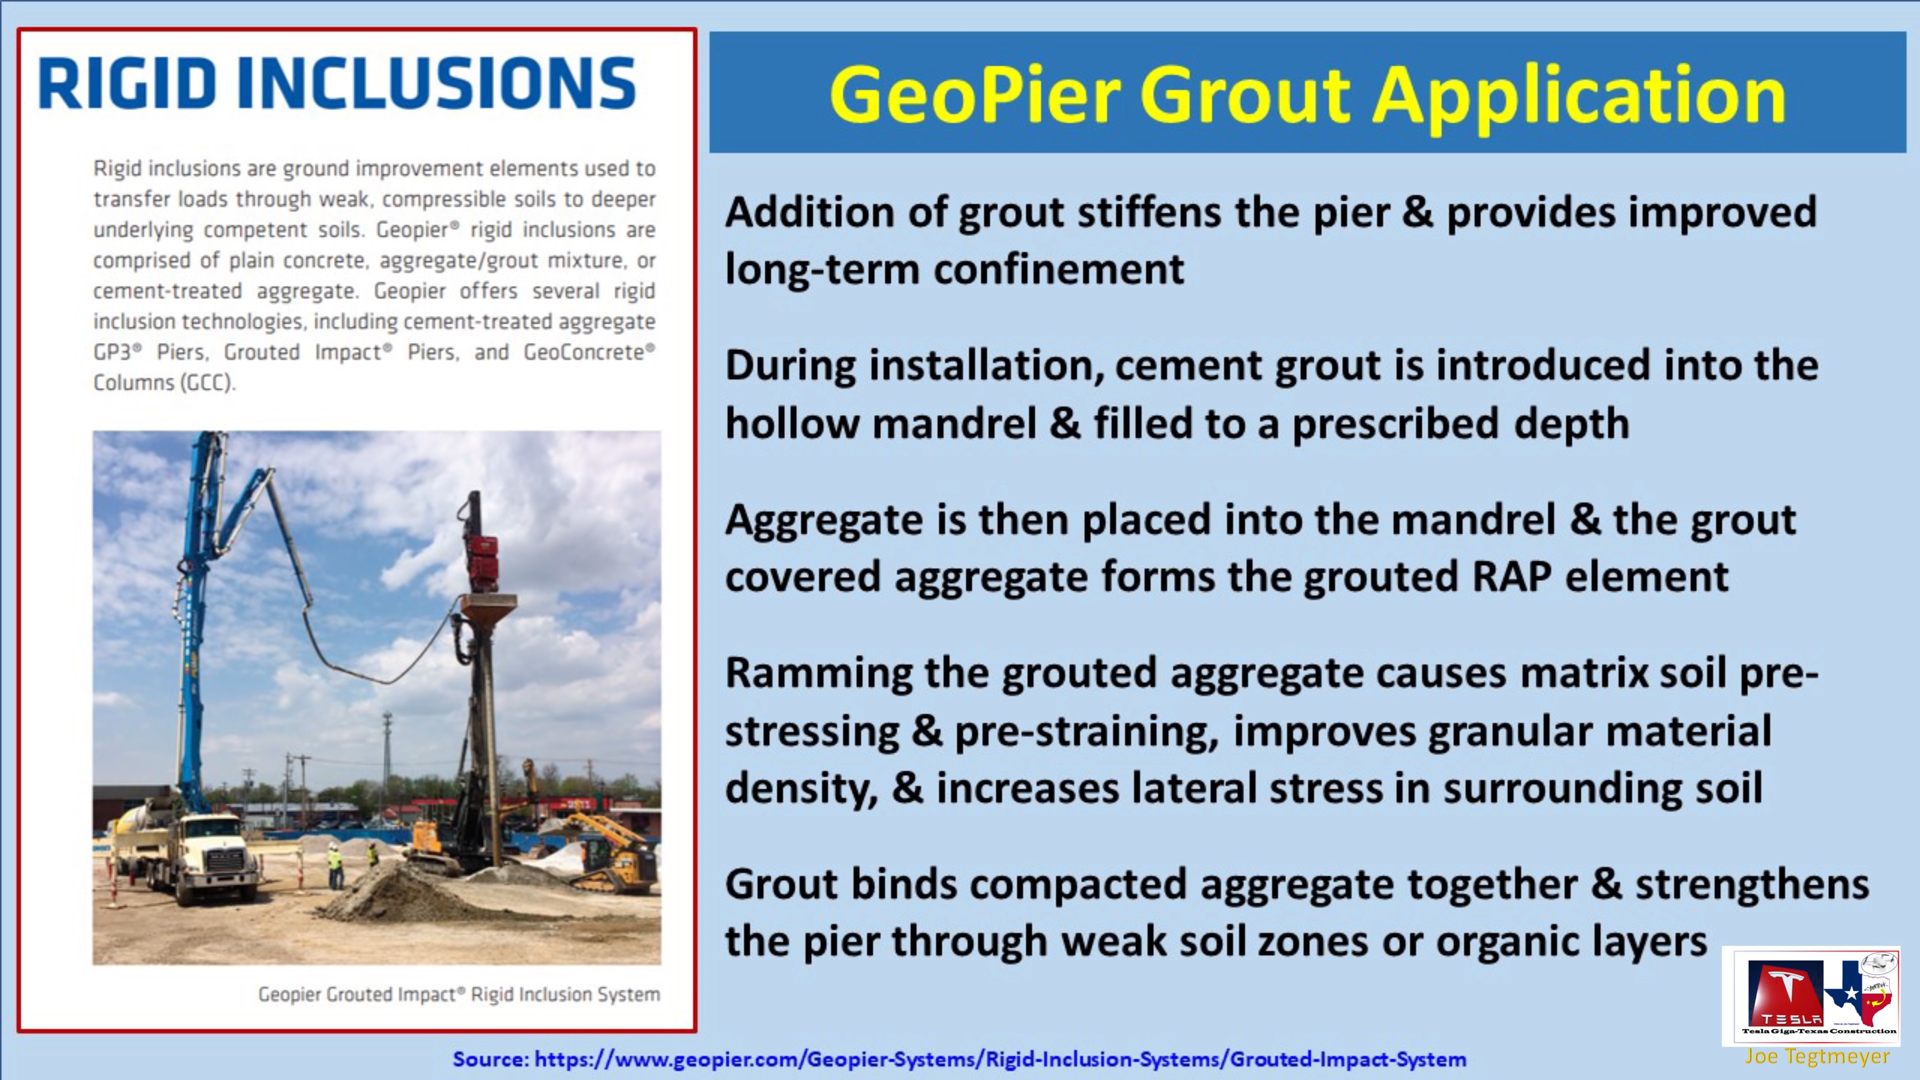 RIGID INCLUSIONS
Rigid inclusions are ground improvement elements used to
transfer loads through weak, compressible soils to deeper
underlying competent soils. Geopier® rigid inclusions are
comprised of plain concrete, aggregate/grout mixture, or
cement-treated aggregate. Geopier offers several rigid
inclusion technologies, including cement-treated aggregate
GP3® Piers, Grouted Impact® Piers, and GeoConcrete®
Columns (GCC).
Geopier Grouted Impact® Rigid Inclusion System
GeoPier Grout Application
Addition of grout stiffens the pier & provides improved
long-term confinement
During installation, cement grout is introduced into the
hollow mandrel & filled to a prescribed depth
Aggregate is then placed into the mandrel & the grout
covered aggregate forms the grouted RAP element
Ramming the grouted aggregate causes matrix soil pre-
stressing & pre-straining, improves granular material
density, & increases lateral stress in surrounding soil
Grout binds compacted aggregate together & strengthens
the pier through weak soil zones or organic layers
TESLA
Tesla Giga-Texas Construction
Joe Tegtmeyer
Source: https://www.geopier.com/Geopier-Systems/Rigid-Inclusion-Systems/Grouted-Impact-System